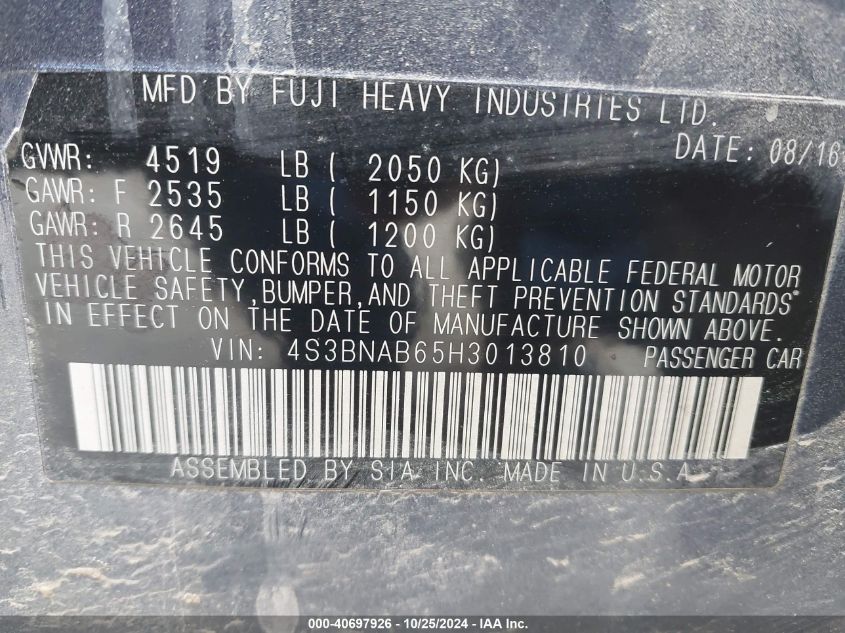 MFD BY FUJI HEAVY INDUSTRIES LTD.
DATE: 08/16
GVWR: 4519 LB ( 2050 KG)
GAWR: F 2535 LB ( 1150 KG)
GAWR: R 2645 LB ( 1200 KG)
THIS VEHICLE CONFORMS TO ALL APPLICABLE FEDERAL MOTOR
VEHICLE SAFETY,BUMPER,AND THEFT PREVENTION STANDARDS
IN EFFECT ON THE DATE OF MANUFACTURE SHOWN ABOVE.
VIN: 4S3BNAB65H3013810 PASSENGER CAR
ASSEMBLED BY SIA INC. MADE IN U.S.A
000-40697926 - 10/25/2024 - IAA Inc.